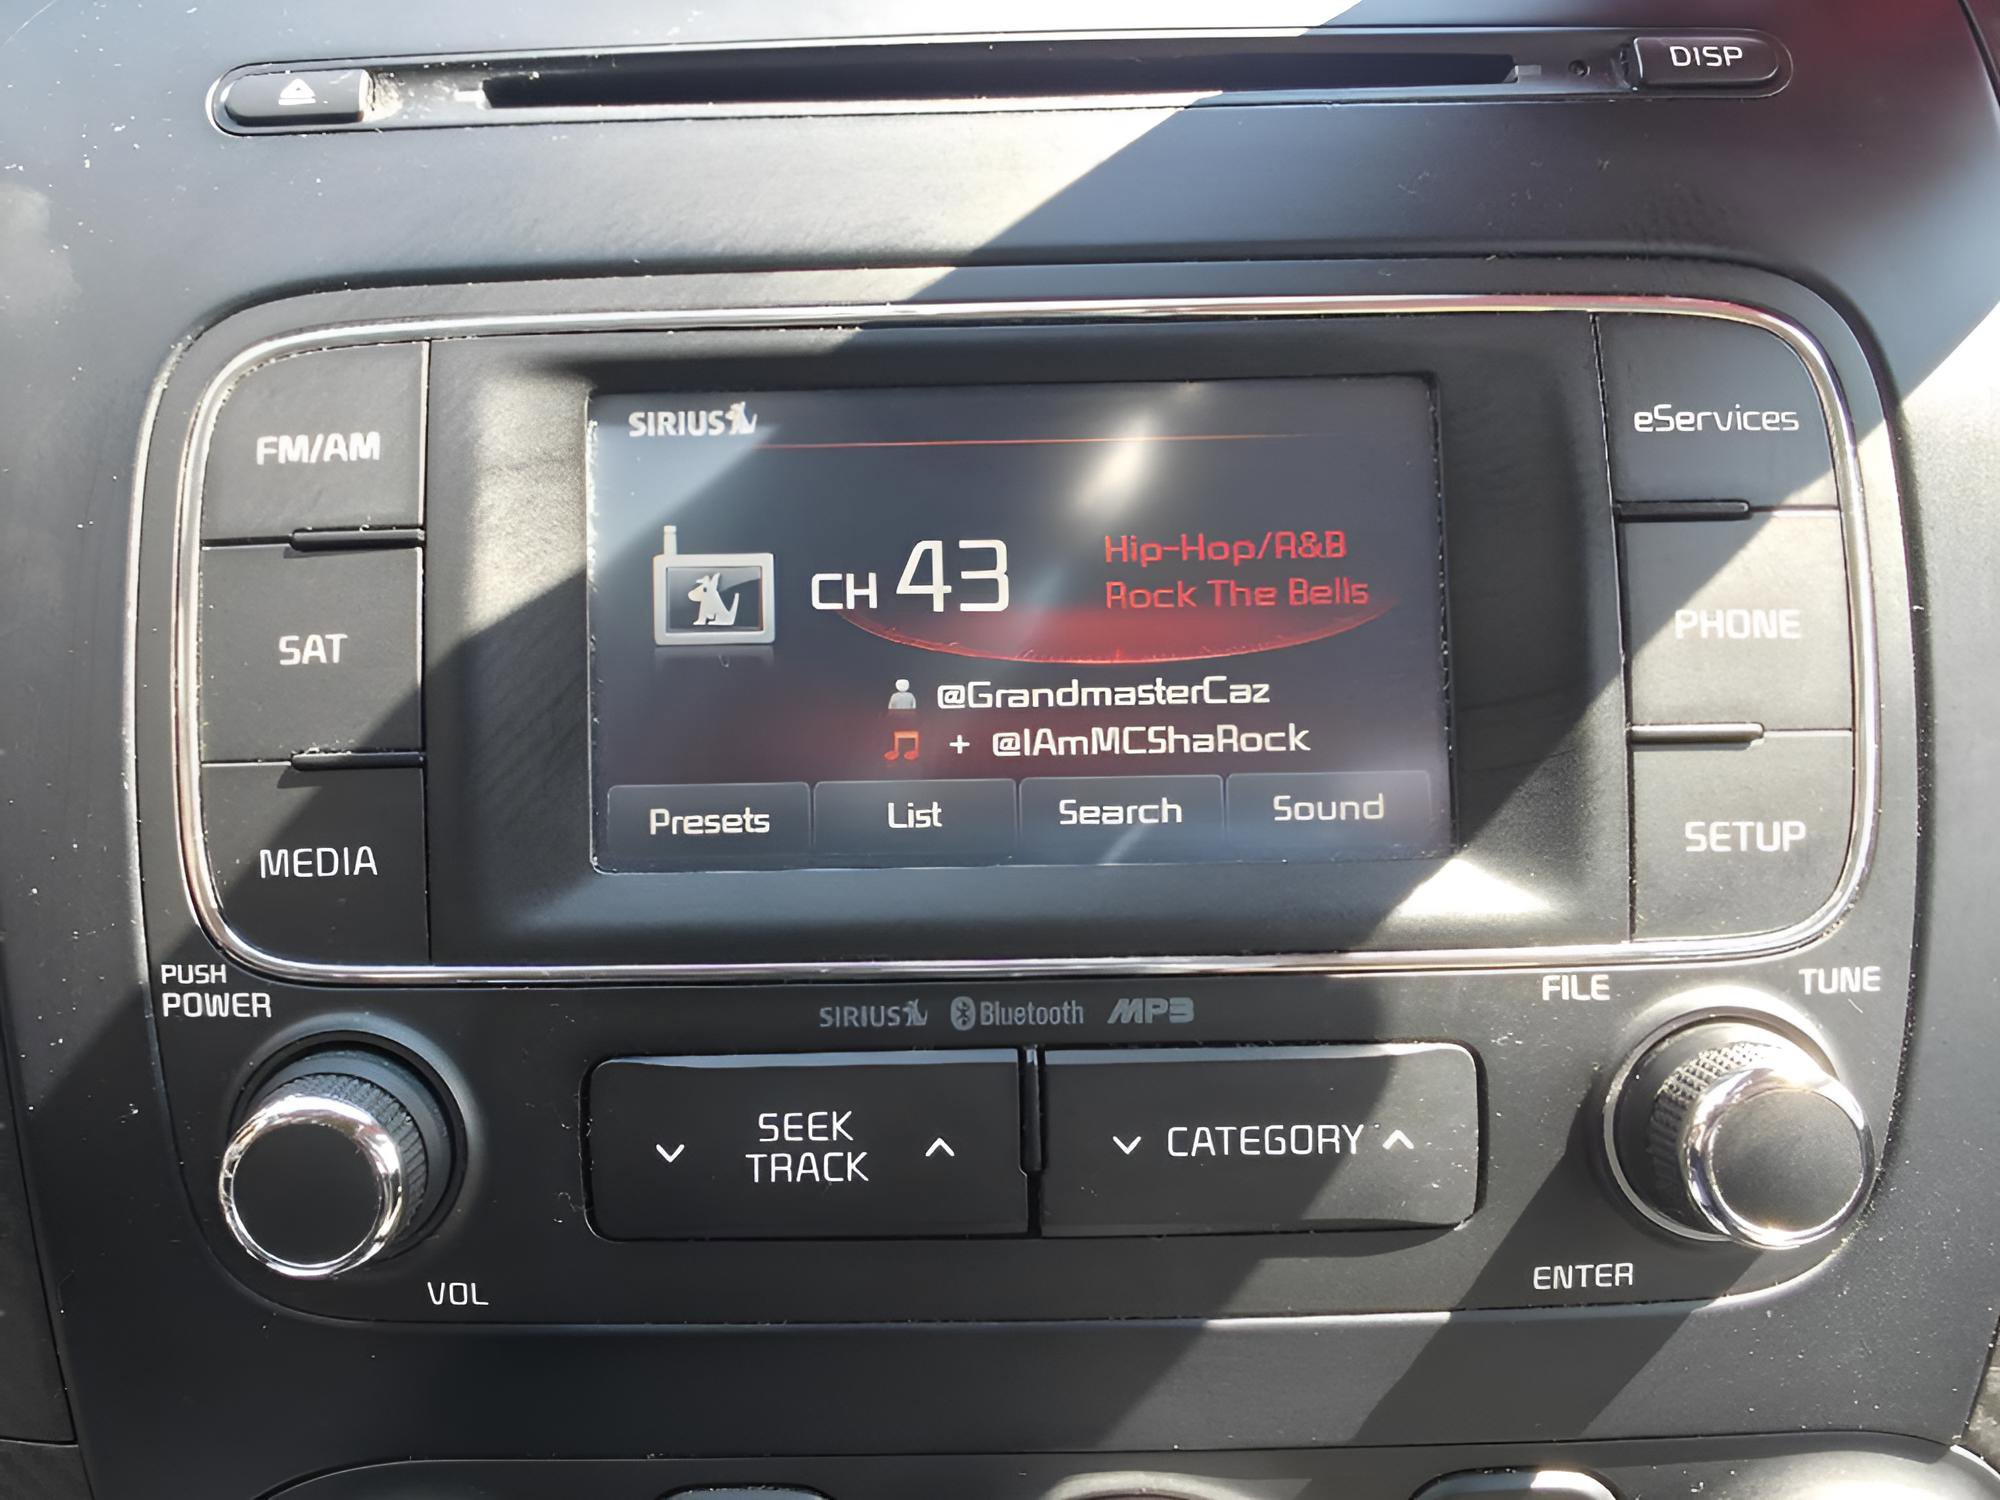 DISP
SIRIUS
FM/AM
SAT
MEDIA
CH 43
Hip-Hop/R&B
Rock The Bells
@GrandmasterCaz
+ @IAmMCShaRock
Presets List Search Sound
eServices
PHONE
SETUP
PUSH
POWER
VOL
SIRIUS Bluetooth MP3
SEEK
TRACK
CATEGORY
FILE
TUNE
ENTER